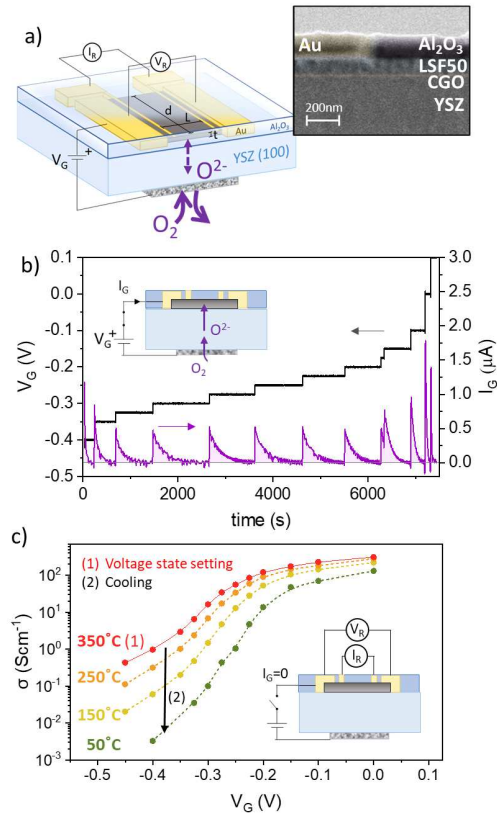 a)
I_R
V_R
d
L
t
Au
Al₂O₃
V_G
+
YSZ (100)
O²⁻
O₂
Au
Al₂O₃
LSF50
CGO
YSZ
200nm
b)
0.1
0.0
-0.1
-0.2
-0.3
-0.4
-0.5
V_G (V)
I_G
V_G
+
O²⁻
O₂
3.0
2.5
2.0
1.5
1.0
0.5
0.0
I_G (μA)
0
2000
4000
6000
time (s)
c)
(1) Voltage state setting
(2) Cooling
10²
10¹
10⁰
10⁻¹
10⁻²
10⁻³
σ (Scm⁻¹)
350°C (1)
250°C
150°C
50°C
(2)
V_R
I_R
I_G=0
-0.5
-0.4
-0.3
-0.2
-0.1
0.0
V_G (V)